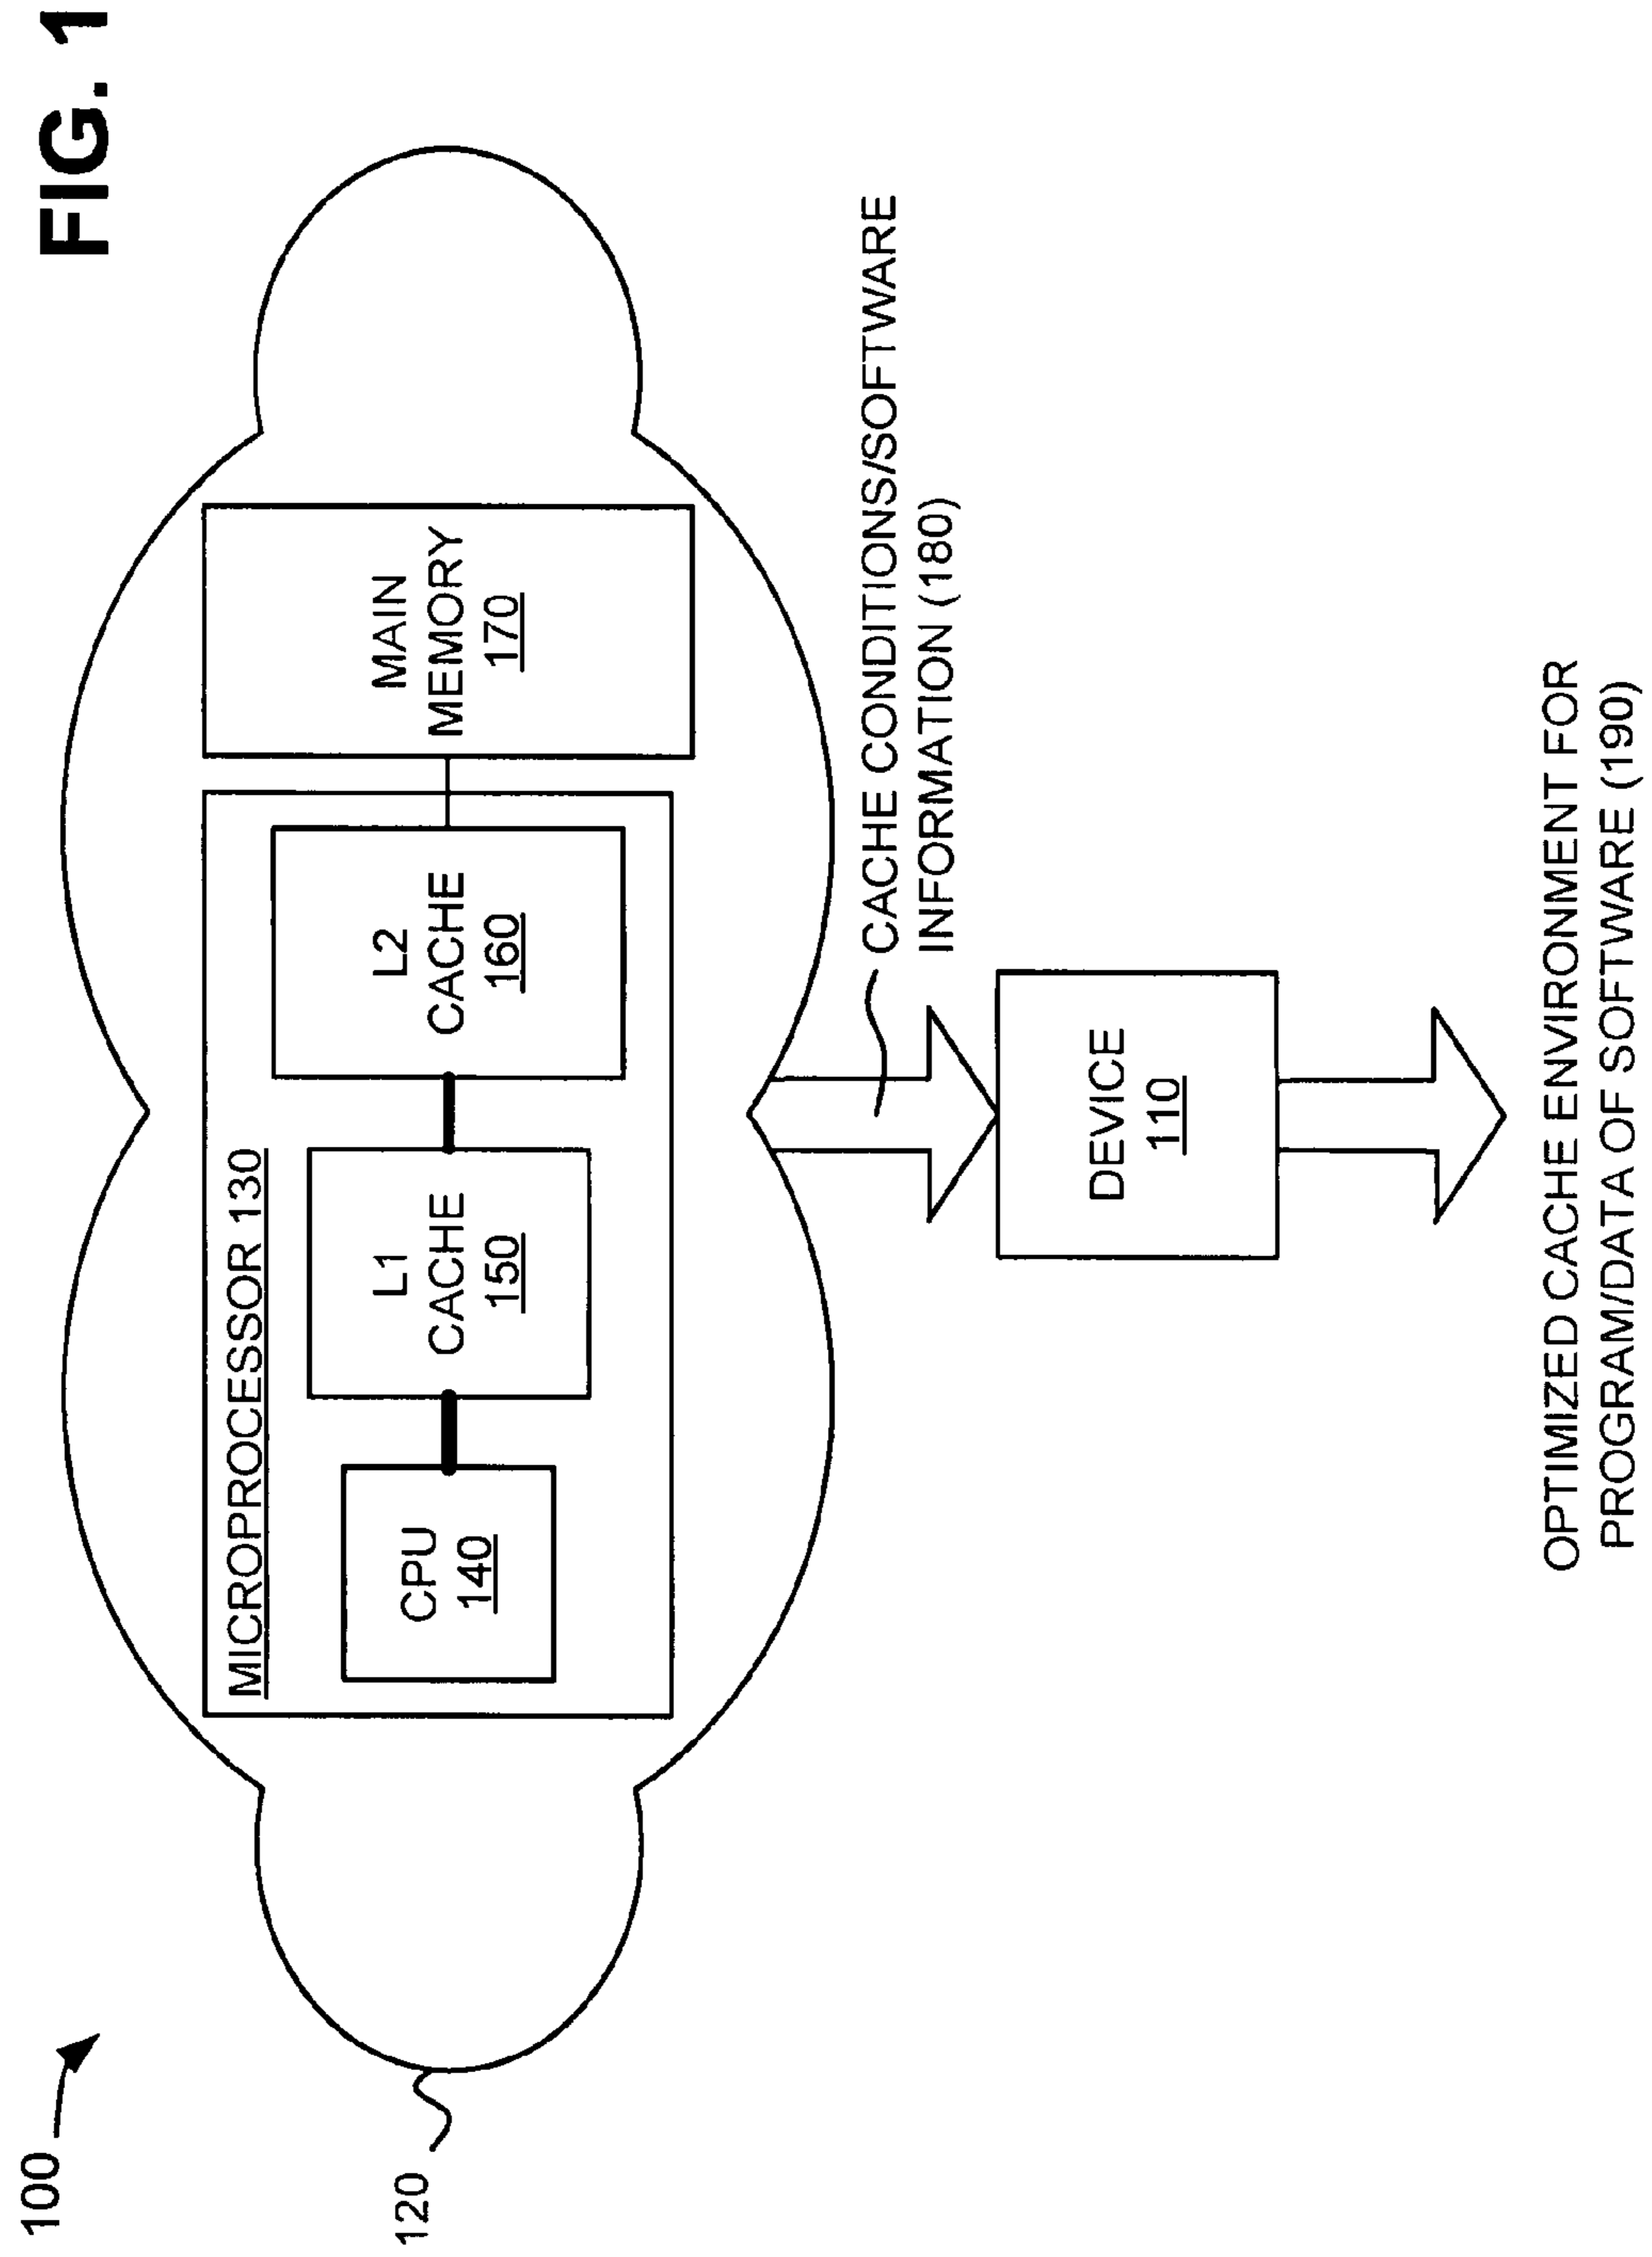 FIG. 1
100
120
MICROPROCESSOR 130
CPU
140
L1
CACHE
150
L2
CACHE
160
MAIN
MEMORY
170
CACHE CONDITIONS/SOFTWARE
INFORMATION (180)
DEVICE
110
OPTIMIZED CACHE ENVIRONMENT FOR
PROGRAM/DATA OF SOFTWARE (190)